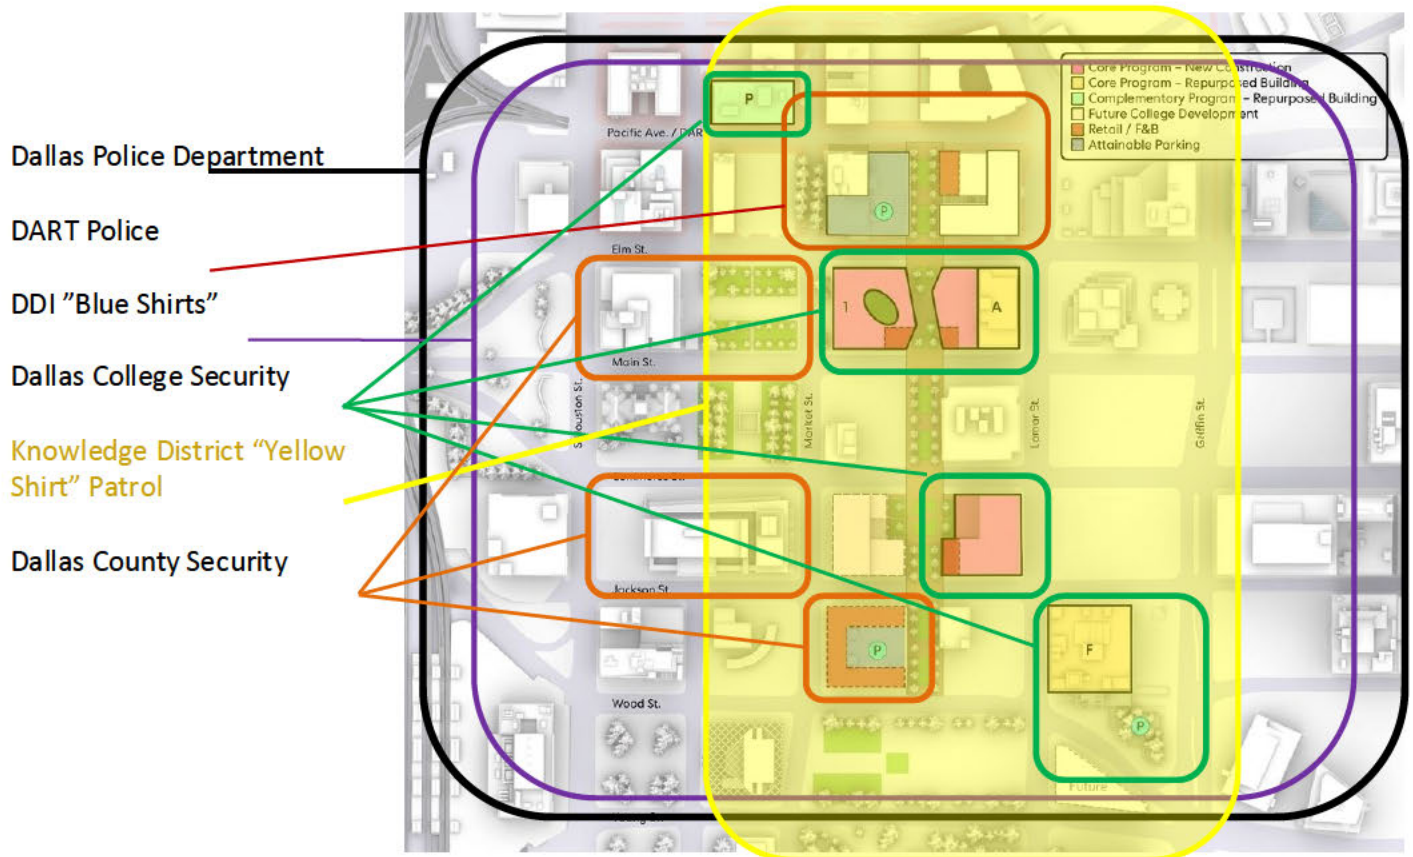 Dallas Police Department
DART Police
DDI ”Blue Shirts”
Dallas College Security
Knowledge District “Yellow
Shirt” Patrol
Dallas County Security
Core Program – New Construction
Core Program – Repurposed Building
Complementory Program – Repurposed Building
Future College Development
Retail / F&B
Attainable Parking
P
Pacific Ave. / DAR
P
Elm St.
1
A
Main St.
S Houston St.
Market St.
Lamar St.
Griffin St.
Jackson St.
P
F
Wood St.
P
Future
Young St.